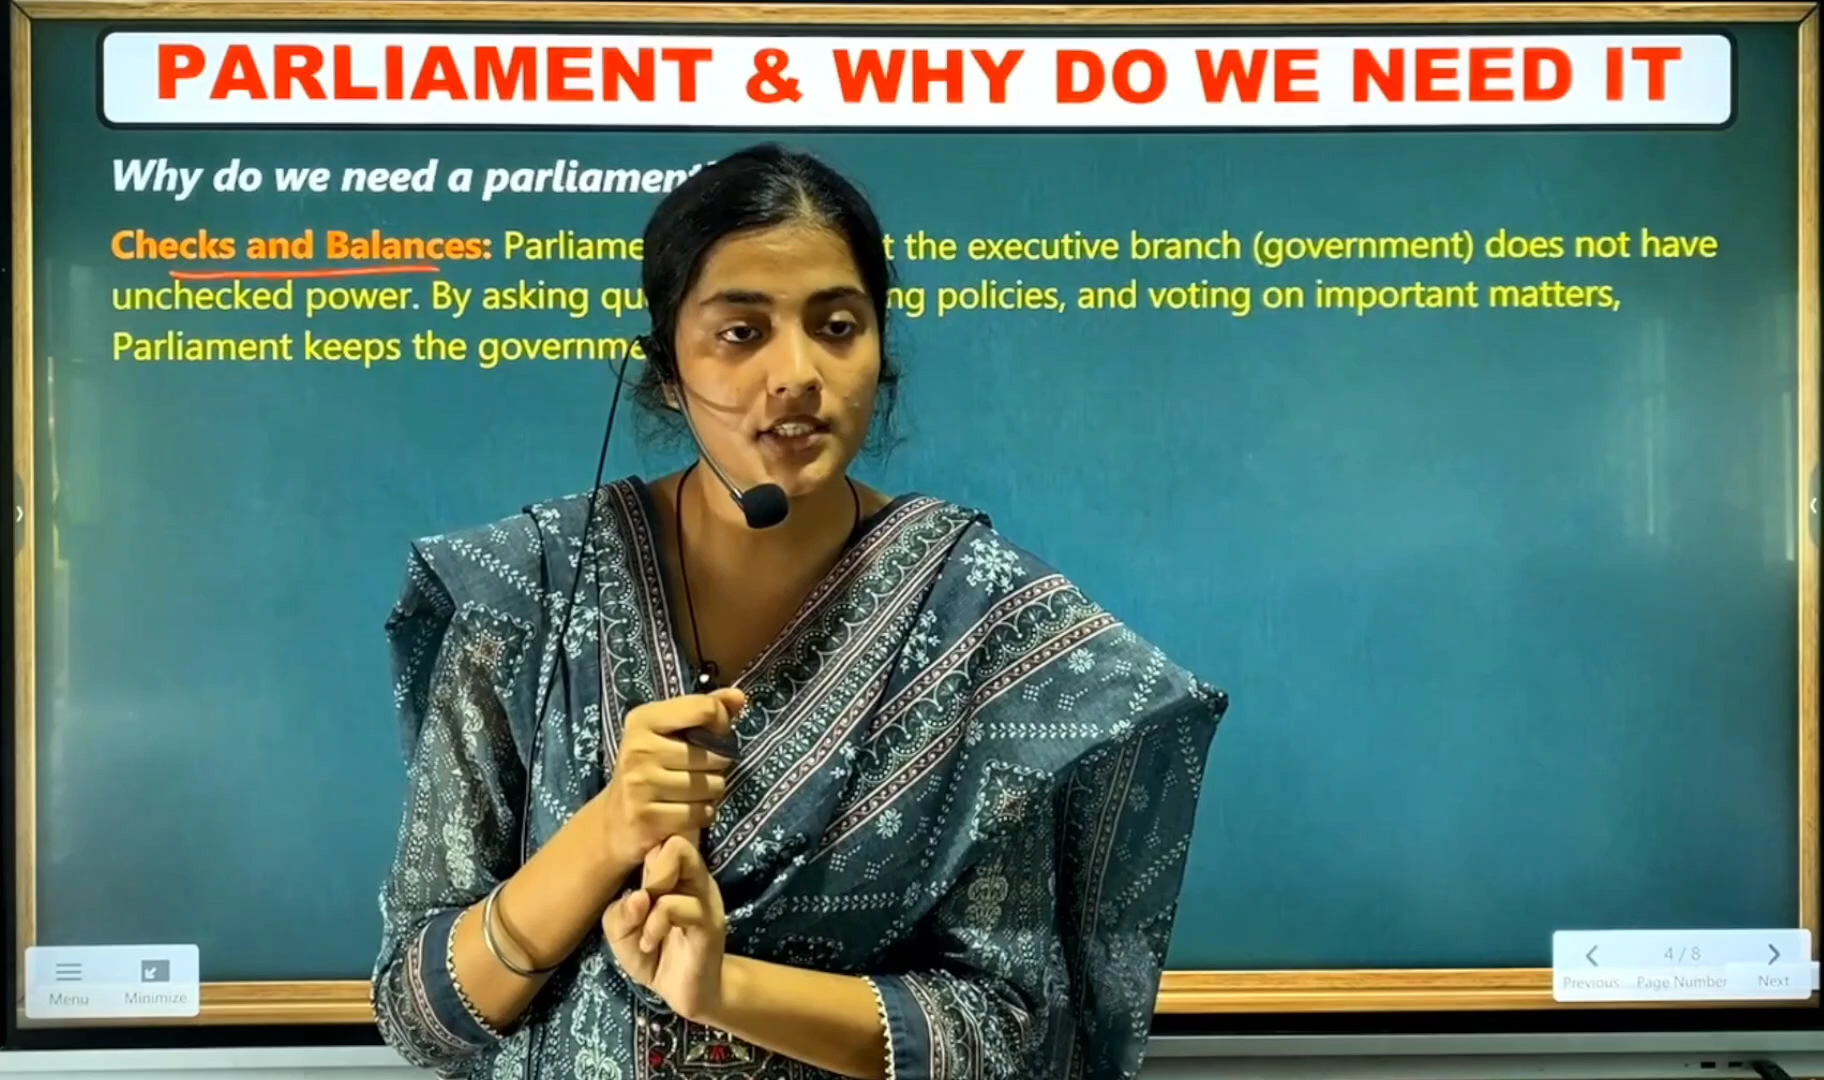 PARLIAMENT & WHY DO WE NEED IT
Why do we need a parliament
Checks and Balances: Parliame t the executive branch (government) does not have
unchecked power. By asking qu ng policies, and voting on important matters,
Parliament keeps the governme
Menu Minimize
4 / 8
Previous Page Number Next